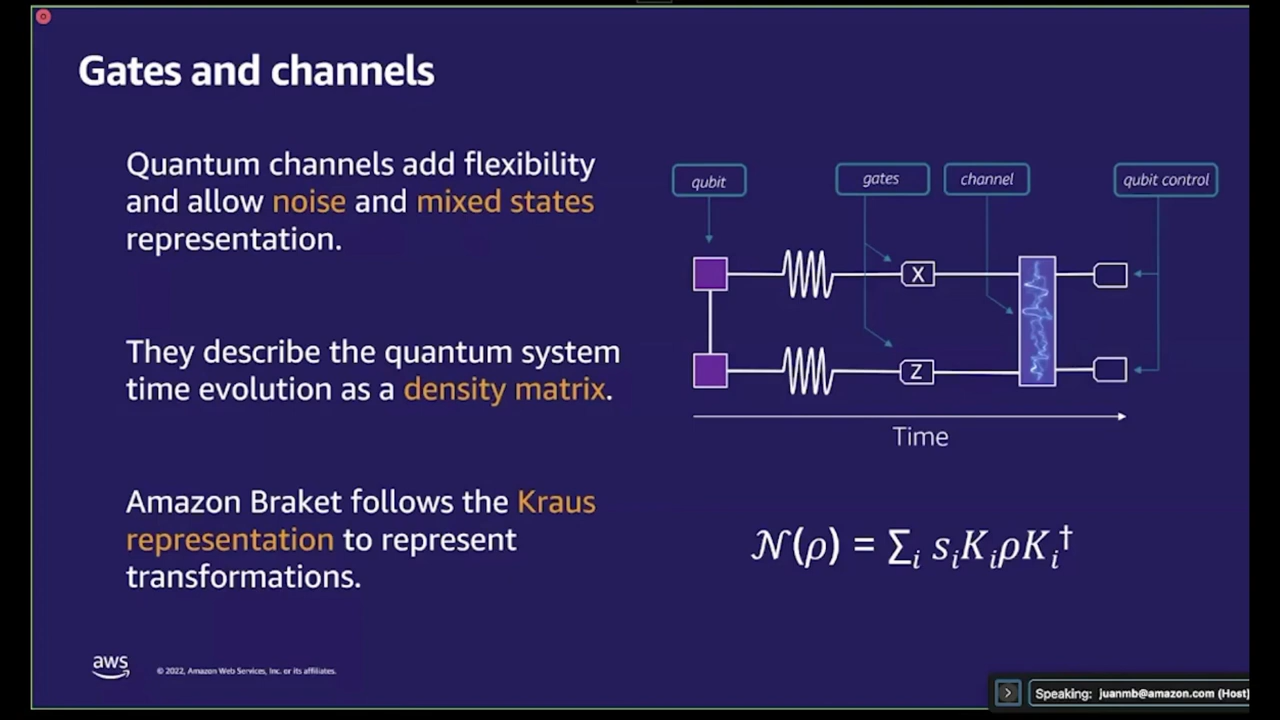 Gates and channels
Quantum channels add flexibility
and allow noise and mixed states
representation.
They describe the quantum system
time evolution as a density matrix.
Amazon Braket follows the Kraus
representation to represent
transformations.
qubit
gates
channel
qubit control
X
Z
Time
𝒩(ρ) = ∑ᵢ sᵢKᵢρKᵢ†
aws
© 2022, Amazon Web Services, Inc. or its affiliates.
Speaking: juanmb@amazon.com (Host)